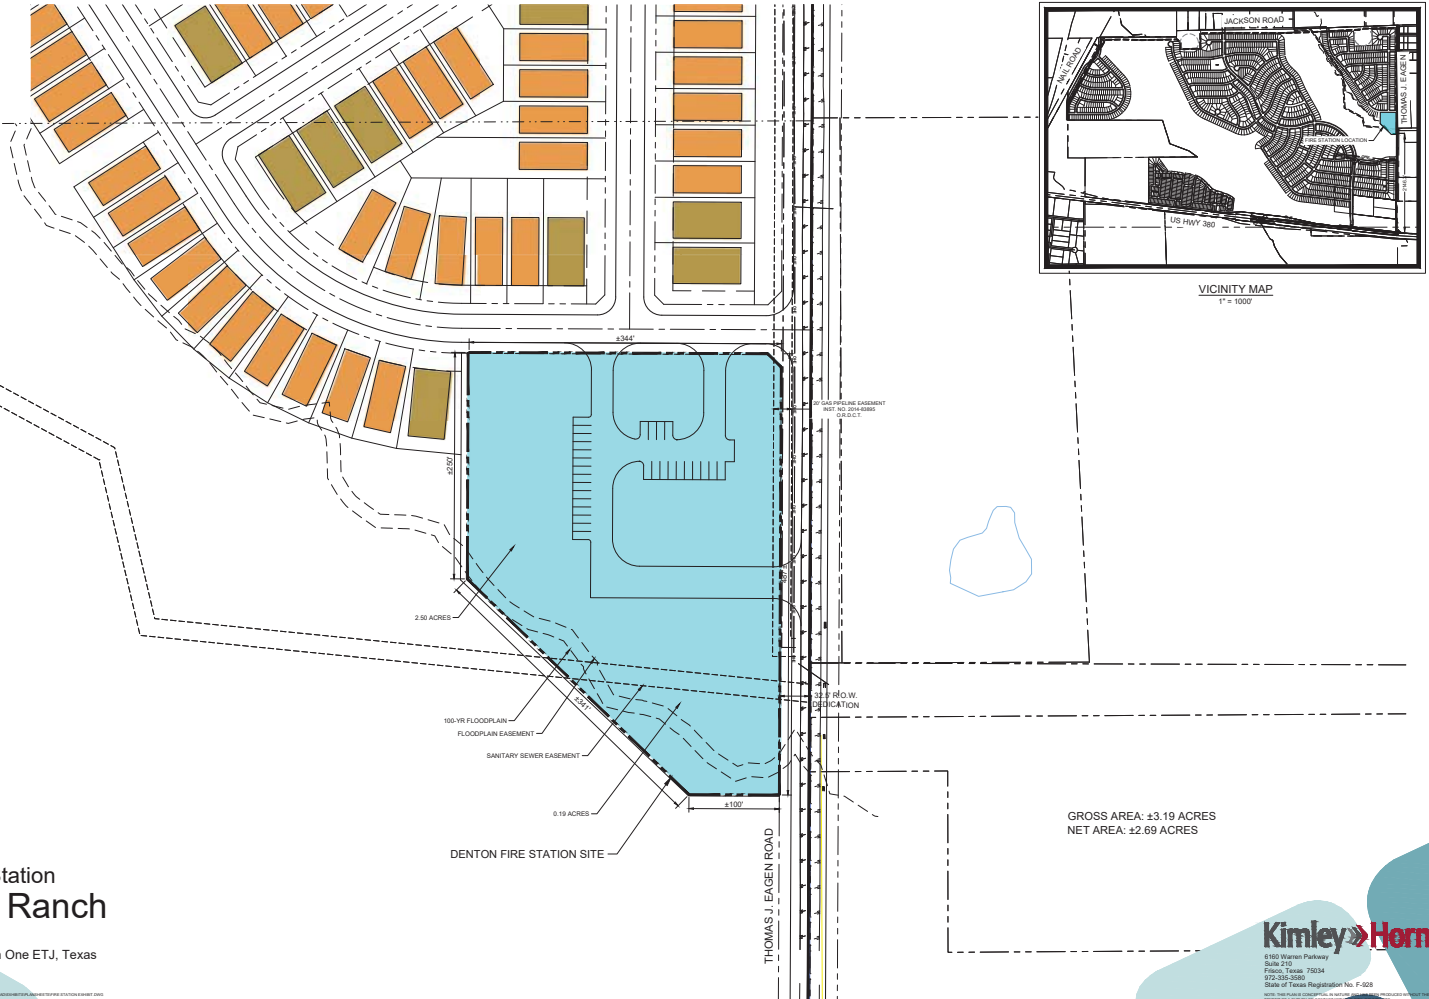 JACKSON ROAD
NAIL ROAD
THOMAS J. EAGEN
FIRE STATION LOCATION
US HWY 380
VICINITY MAP
1" = 1000'
±344'
20' GAS PIPELINE EASEMENT
INST. NO. 2014-83895
O.R.D.C.T.
±250'
2.50 ACRES
32.5' R.O.W.
DEDICATION
±341'
100-YR FLOODPLAIN
FLOODPLAIN EASEMENT
SANITARY SEWER EASEMENT
0.19 ACRES
±100'
DENTON FIRE STATION SITE
THOMAS J. EAGEN ROAD
GROSS AREA: ±3.19 ACRES
NET AREA: ±2.69 ACRES
tation
Ranch
One ETJ, Texas
Kimley»Horn
6160 Warren Parkway
Suite 210
Frisco, Texas 75034
972-335-3580
State of Texas Registration No. F-928